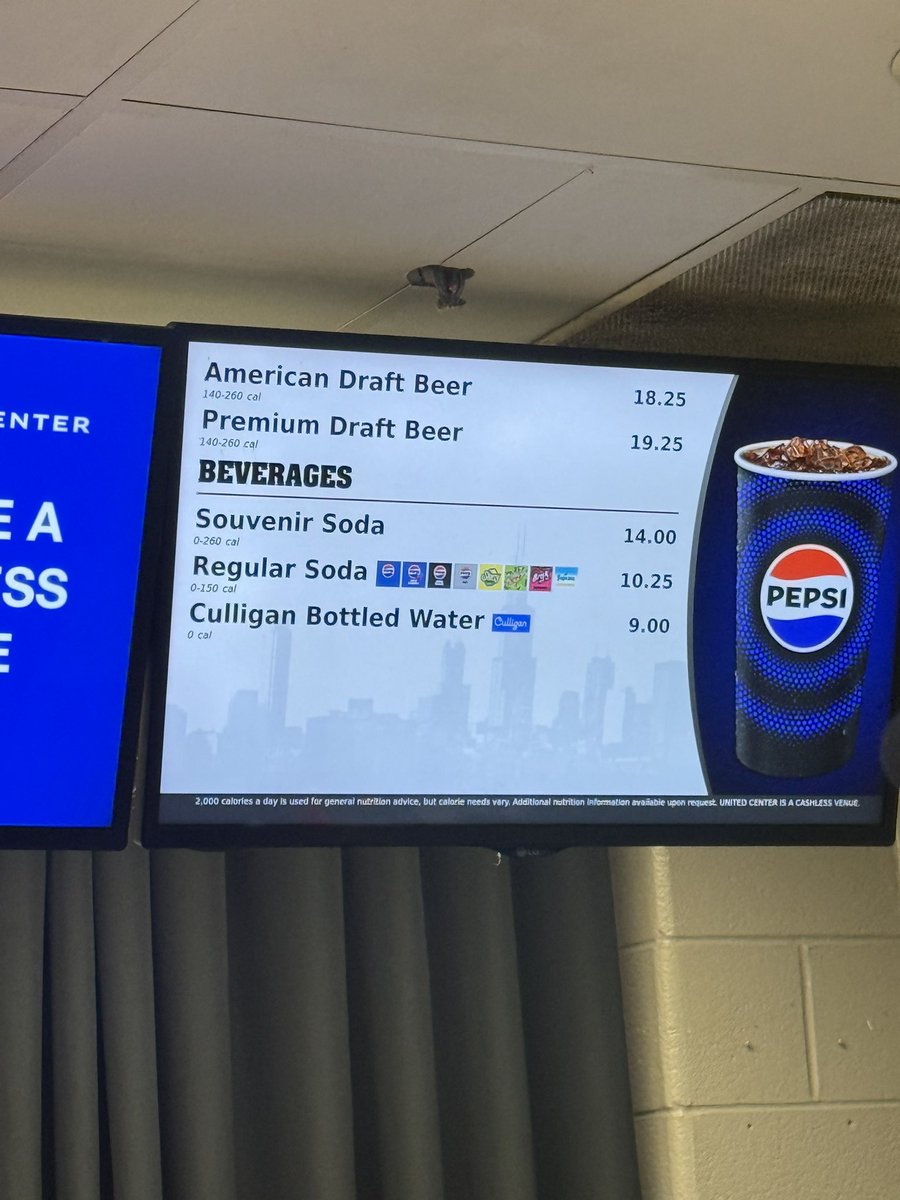 ENTER
E A
SS
E
American Draft Beer 18.25
140-260 cal
Premium Draft Beer 19.25
140-260 cal
BEVERAGES
Souvenir Soda 14.00
0-260 cal
Regular Soda 10.25
0-150 cal
Culligan Bottled Water Culligan 9.00
0 cal
PEPSI
2,000 calories a day is used for general nutrition advice, but calorie needs vary. Additional nutrition information available upon request. UNITED CENTER IS A CASHLESS VENUE.